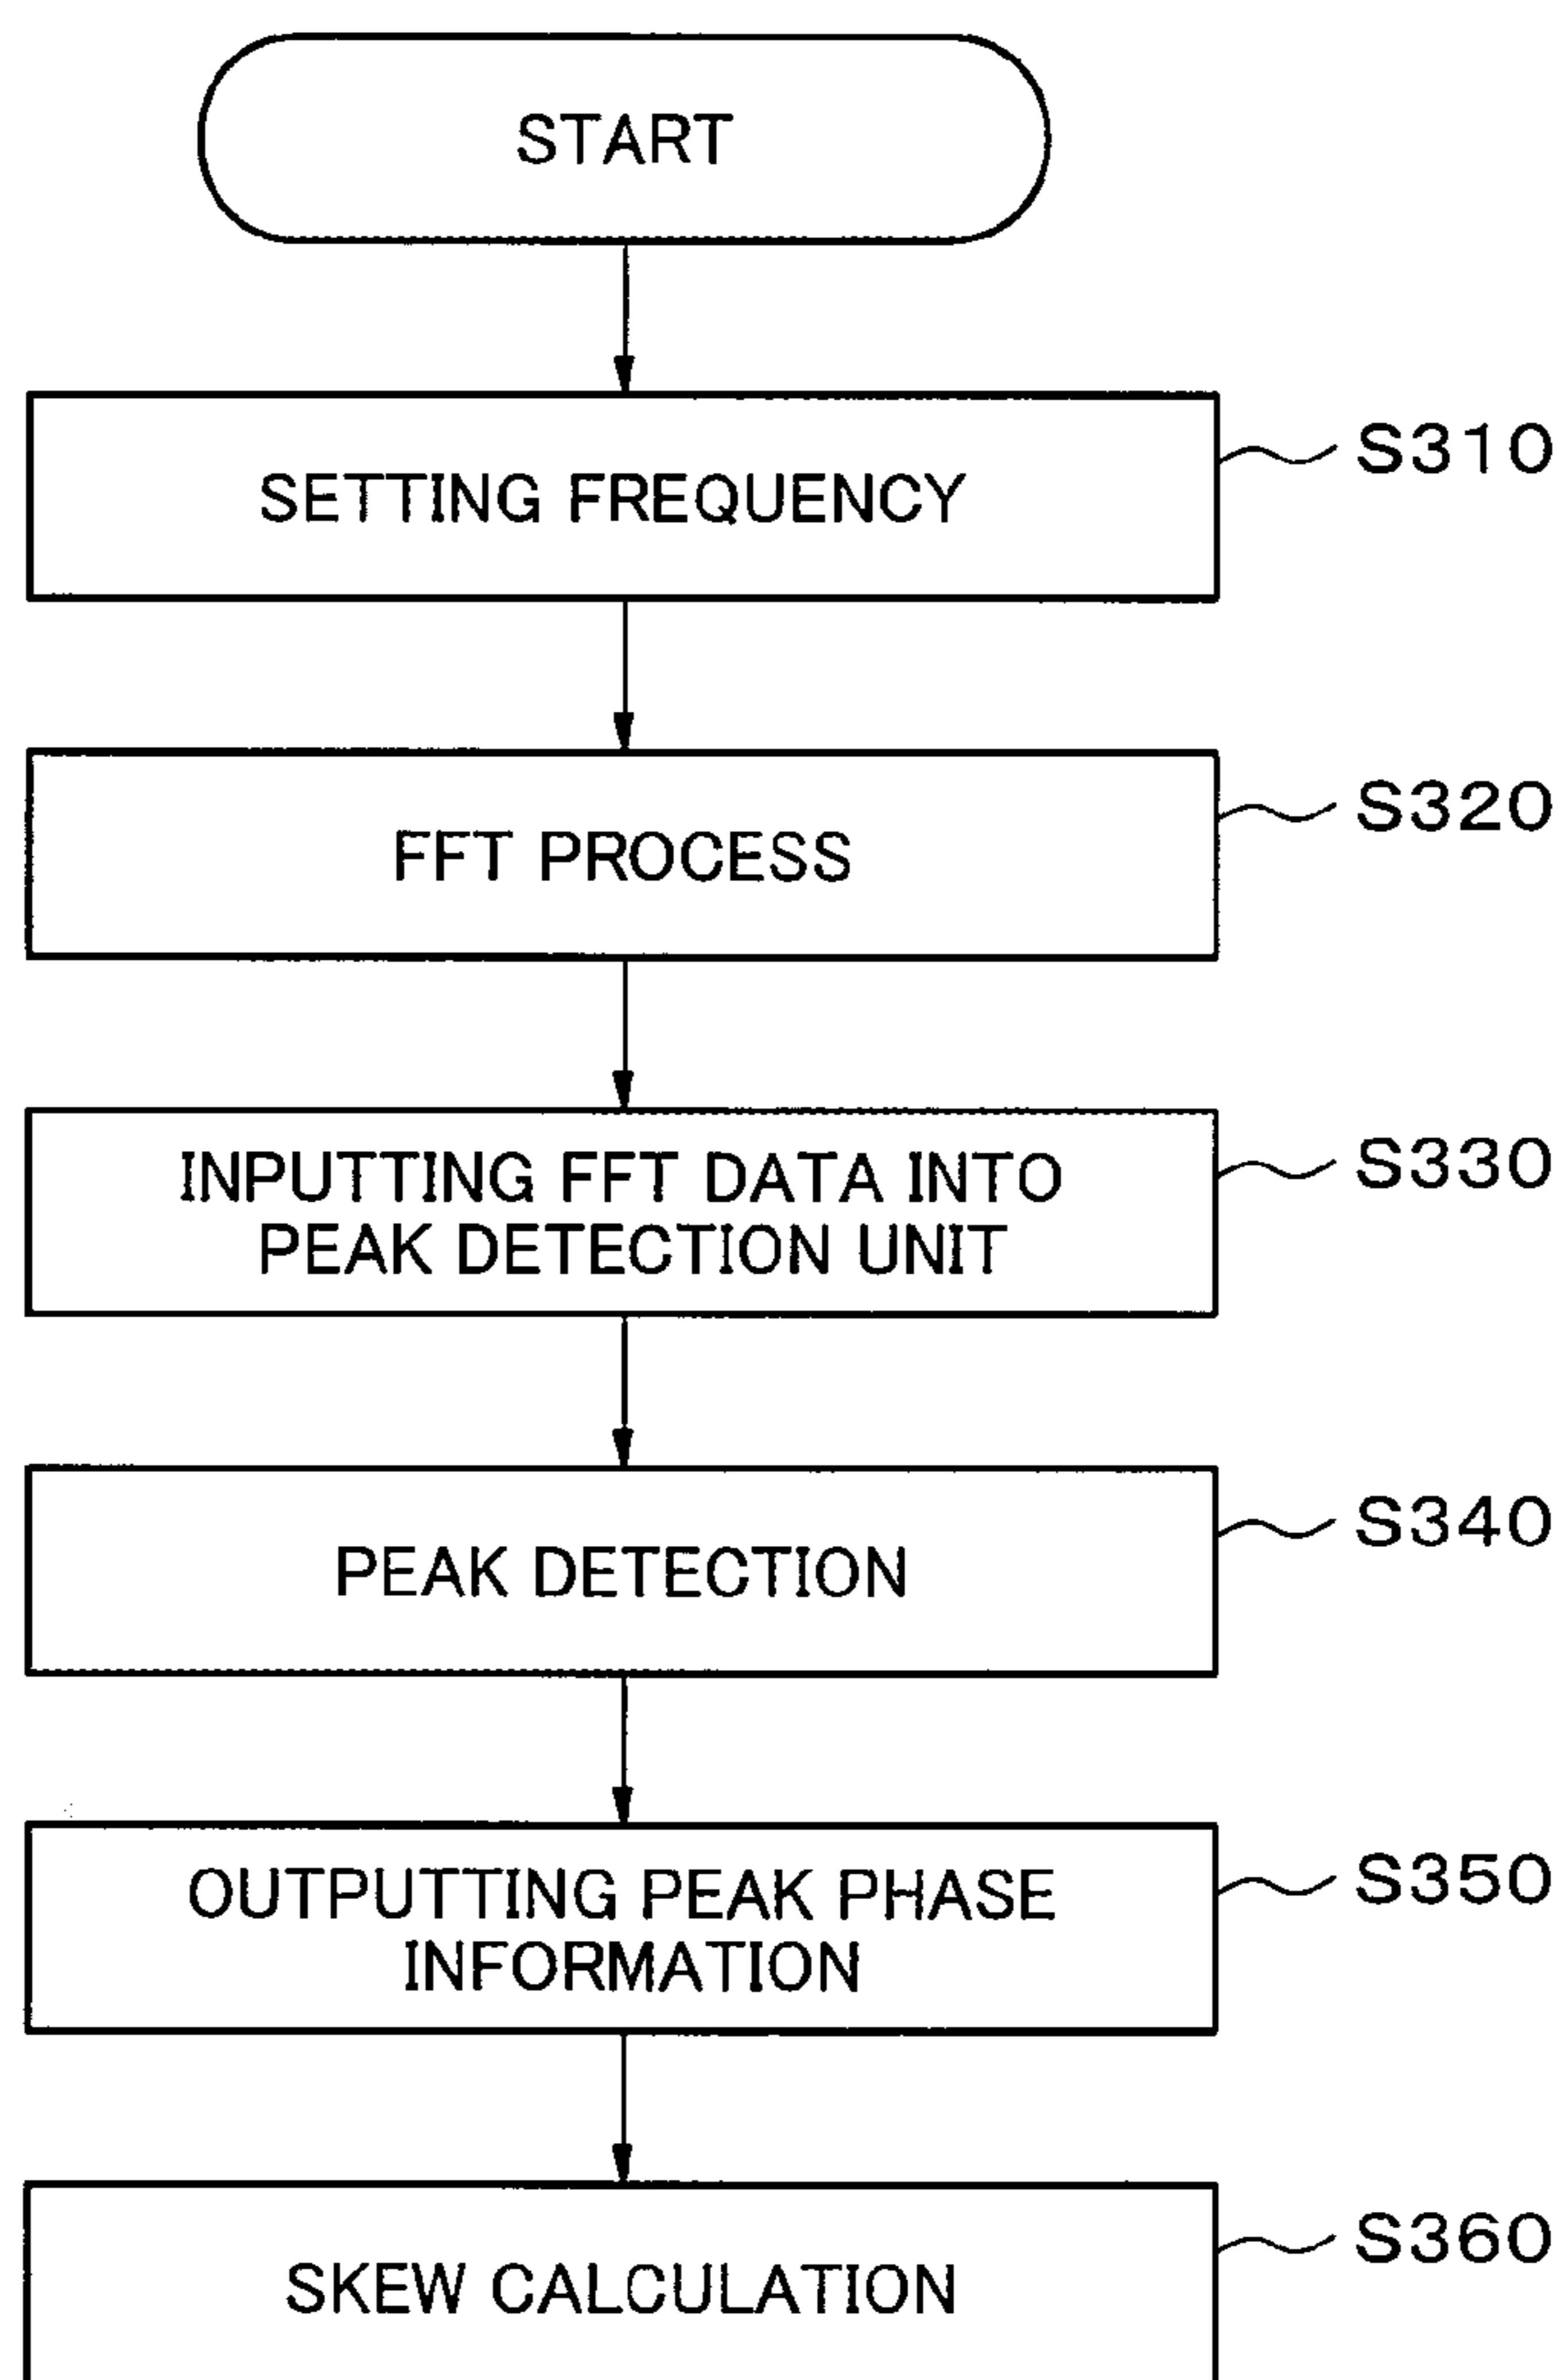 START
SETTING FREQUENCY
S310
FFT PROCESS
S320
INPUTTING FFT DATA INTO
PEAK DETECTION UNIT
S330
PEAK DETECTION
S340
OUTPUTTING PEAK PHASE
INFORMATION
S350
SKEW CALCULATION
S360